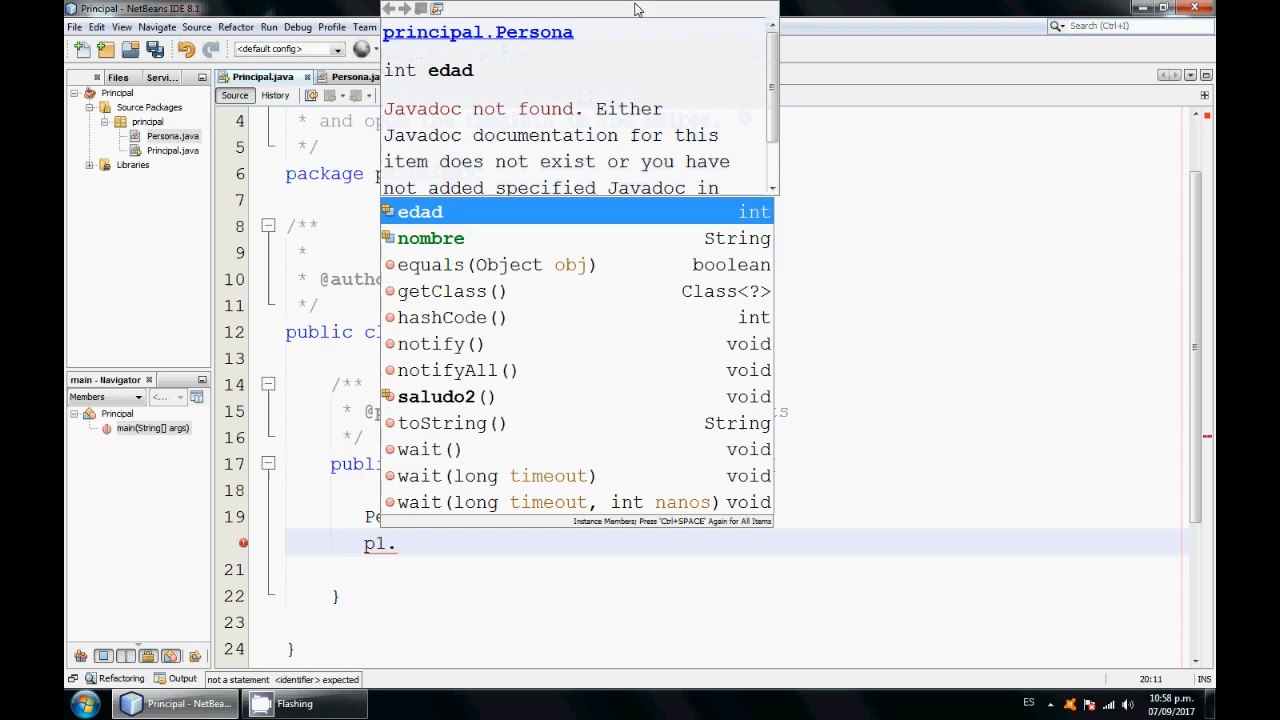 Principal - NetBeans IDE 8.1
File Edit View Navigate Source Refactor Run Debug Profile Team
Search (Ctrl+I)
<default config>
Files Servi...
Principal.java Persona.ja
Source History
Principal
Source Packages
principal
Persona.java
Principal.java
Libraries
main - Navigator
Members <...
Principal
main(String[] args)
principal.Persona
int edad
Javadoc not found. Either
Javadoc documentation for this
item does not exist or you have
not added specified Javadoc in
edad int
nombre String
equals(Object obj) boolean
getClass() Class<?>
hashCode() int
notify() void
notifyAll() void
saludo2() void
toString() String
wait() void
wait(long timeout) void
wait(long timeout, int nanos) void
Instance Members; Press 'Ctrl+SPACE' Again for All Items
4 * and op
5 */
6 package p
7
8 /**
9 *
10 * @autho
11 */
12 public cl
13
14 /**
15 * @p ts
16 */
17 publi
18
19 Pe
p1.
21
22 }
23
24 }
Refactoring Output not a statement <identifier> expected 20:11 INS
Principal - NetBea... Flashing ES 10:58 p.m.
07/09/2017